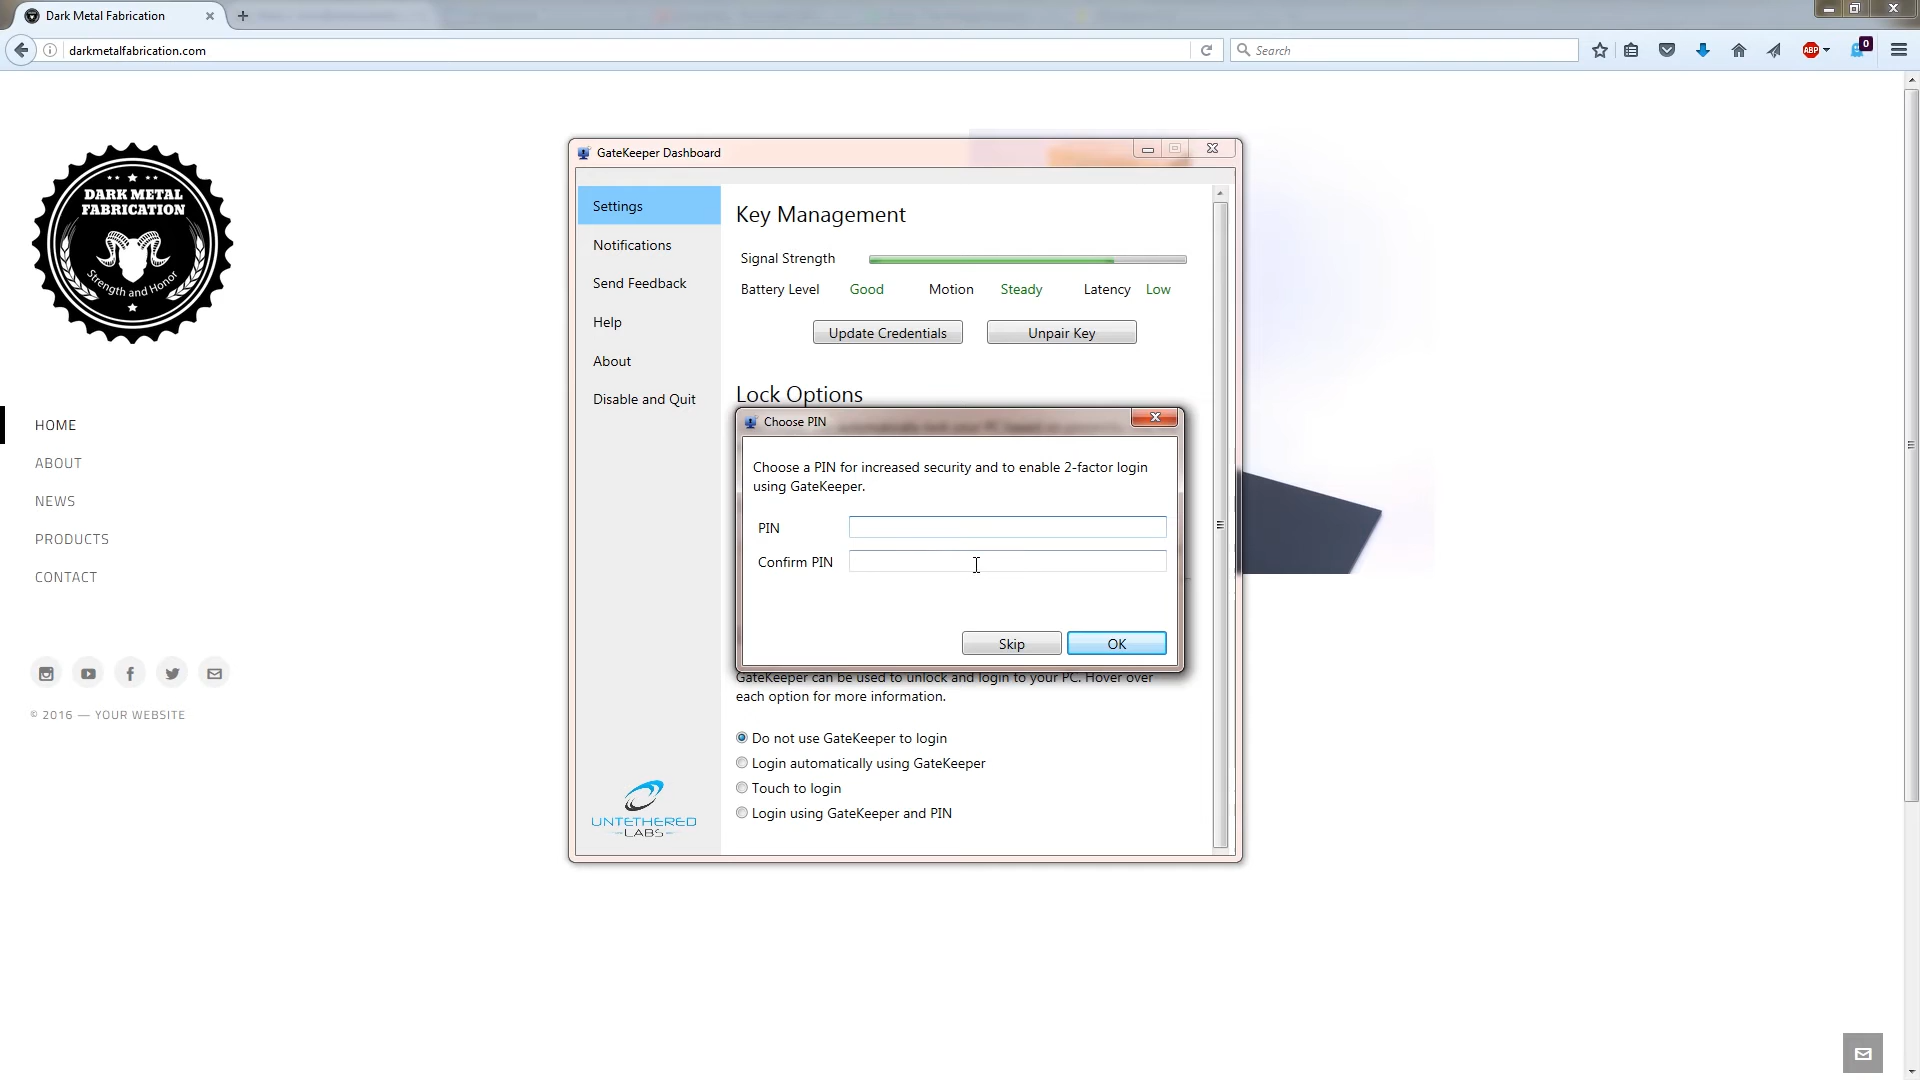 Dark Metal Fabrication
darkmetalfabrication.com
Search
ABP
0
DARK METAL
FABRICATION
Strength and Honor
HOME
ABOUT
NEWS
PRODUCTS
CONTACT
© 2016 — YOUR WEBSITE
GateKeeper Dashboard
Settings
Notifications
Send Feedback
Help
About
Disable and Quit
UNTETHERED
LABS
Key Management
Signal Strength
Battery Level Good Motion Steady Latency Low
Update Credentials Unpair Key
Lock Options
Choose PIN
Choose a PIN for increased security and to enable 2-factor login
using GateKeeper.
PIN
Confirm PIN
Skip OK
GateKeeper can be used to unlock and login to your PC. Hover over
each option for more information.
Do not use GateKeeper to login
Login automatically using GateKeeper
Touch to login
Login using GateKeeper and PIN